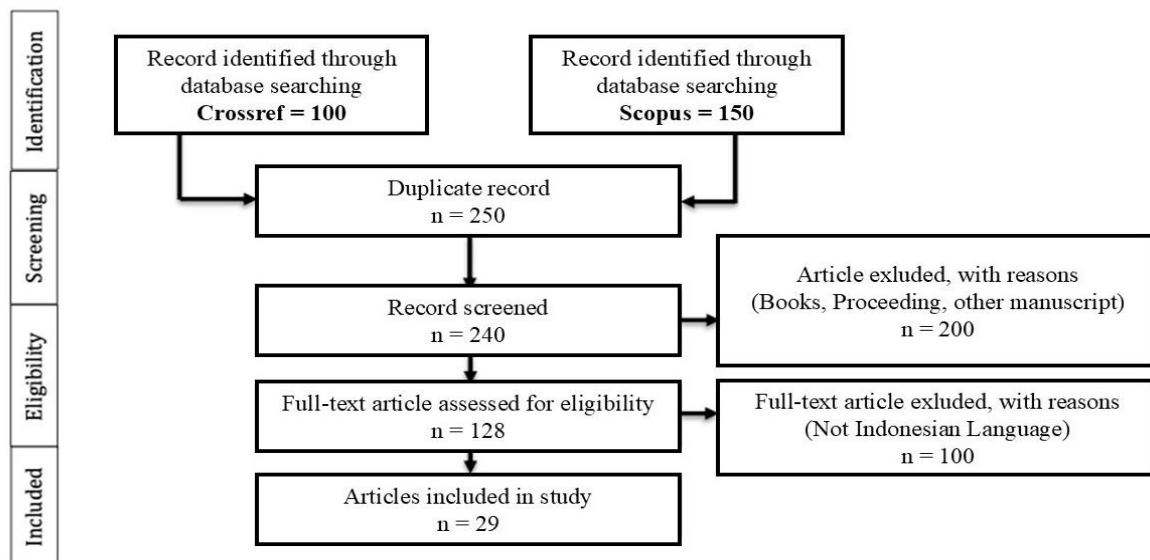 Identification
Record identified through
database searching
Crossref = 100
Record identified through
database searching
Scopus = 150
Screening
Duplicate record
n = 250
Record screened
n = 240
Article exluded, with reasons
(Books, Proceeding, other manuscript)
n = 200
Eligibility
Full-text article assessed for eligibility
n = 128
Full-text article exluded, with reasons
(Not Indonesian Language)
n = 100
Included
Articles included in study
n = 29